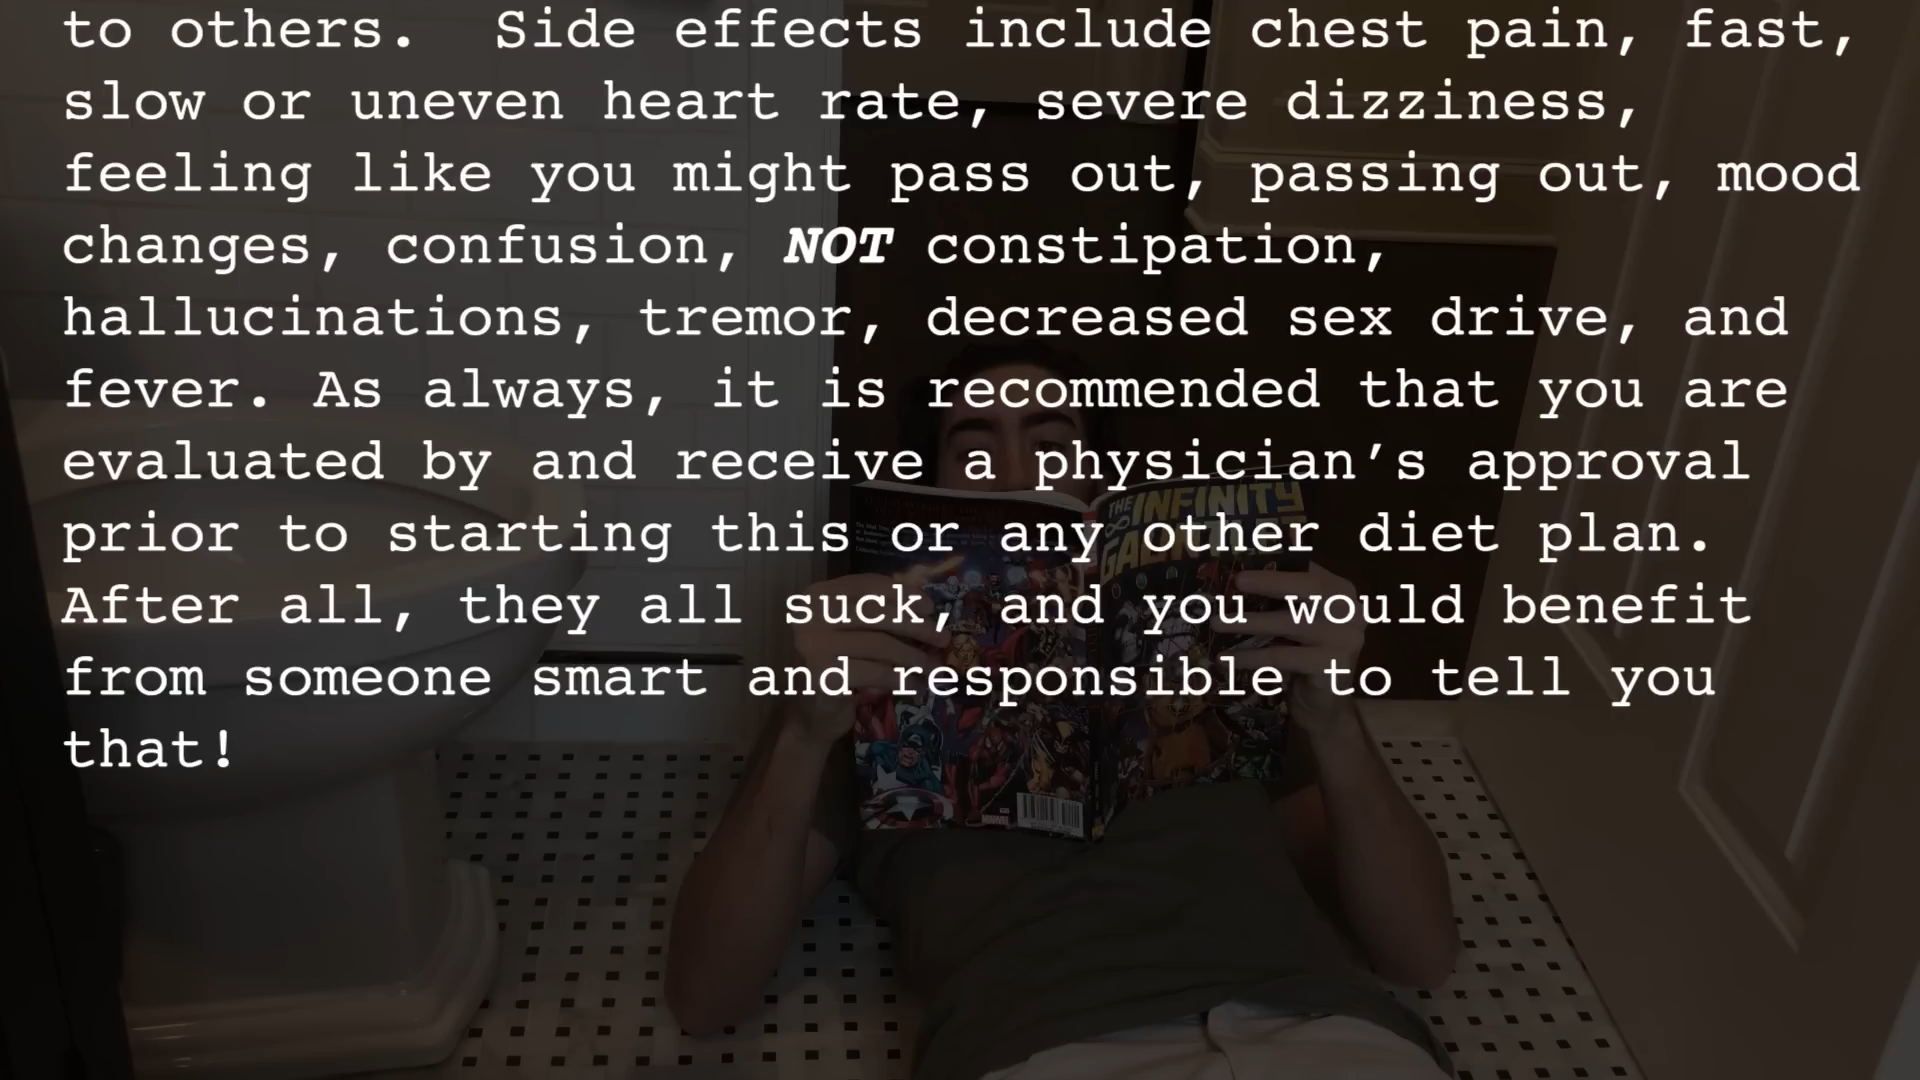 to others.  Side effects include chest pain, fast,
slow or uneven heart rate, severe dizziness,
feeling like you might pass out, passing out, mood
changes, confusion, NOT constipation,
hallucinations, tremor, decreased sex drive, and
fever. As always, it is recommended that you are
evaluated by and receive a physician’s approval
prior to starting this or any other diet plan.
After all, they all suck, and you would benefit
from someone smart and responsible to tell you
that!
THE INFINITY
GAUNTLET